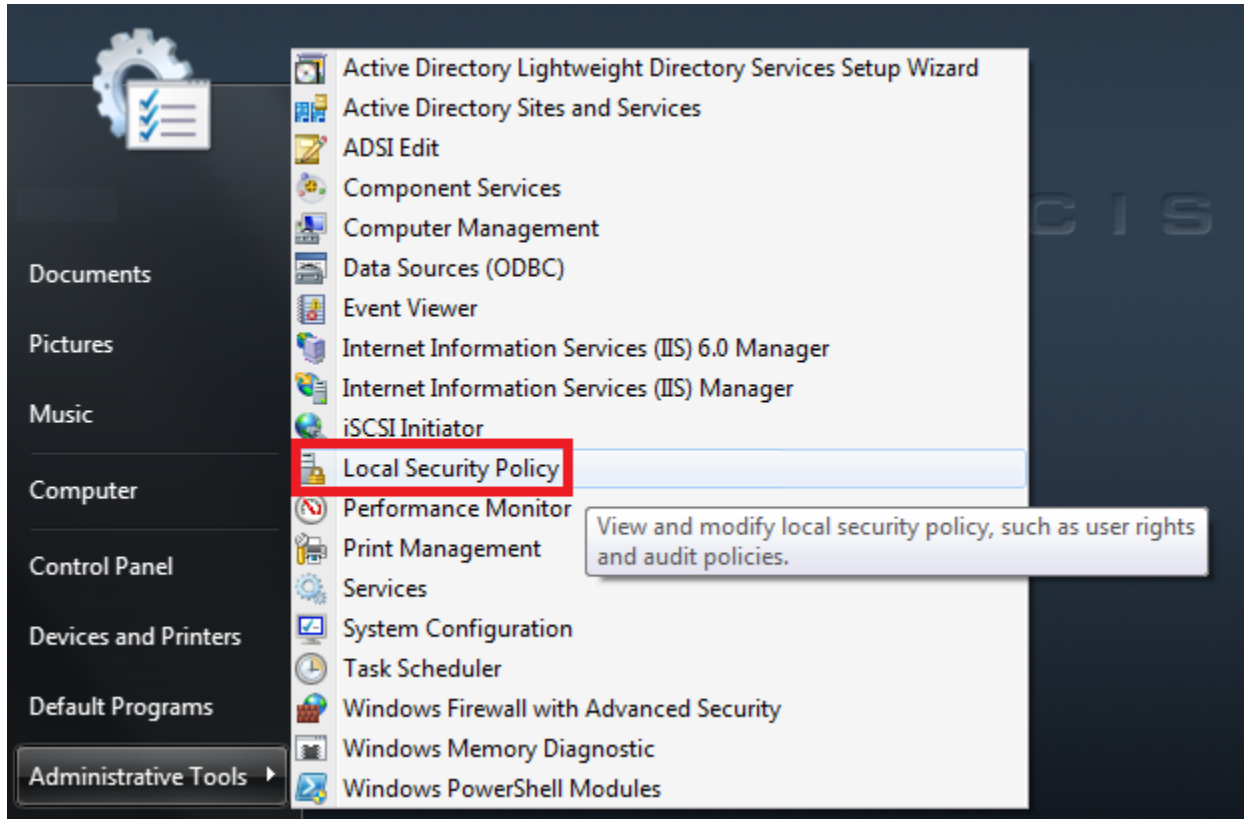 Active Directory Lightweight Directory Services Setup Wizard
Active Directory Sites and Services
ADSI Edit
Component Services
Computer Management
Data Sources (ODBC)
Event Viewer
Internet Information Services (IIS) 6.0 Manager
Internet Information Services (IIS) Manager
iSCSI Initiator
Local Security Policy
Performance Monitor
Print Management
Services
System Configuration
Task Scheduler
Windows Firewall with Advanced Security
Windows Memory Diagnostic
Windows PowerShell Modules
View and modify local security policy, such as user rights
and audit policies.
Documents
Pictures
Music
Computer
Control Panel
Devices and Printers
Default Programs
Administrative Tools
C I S